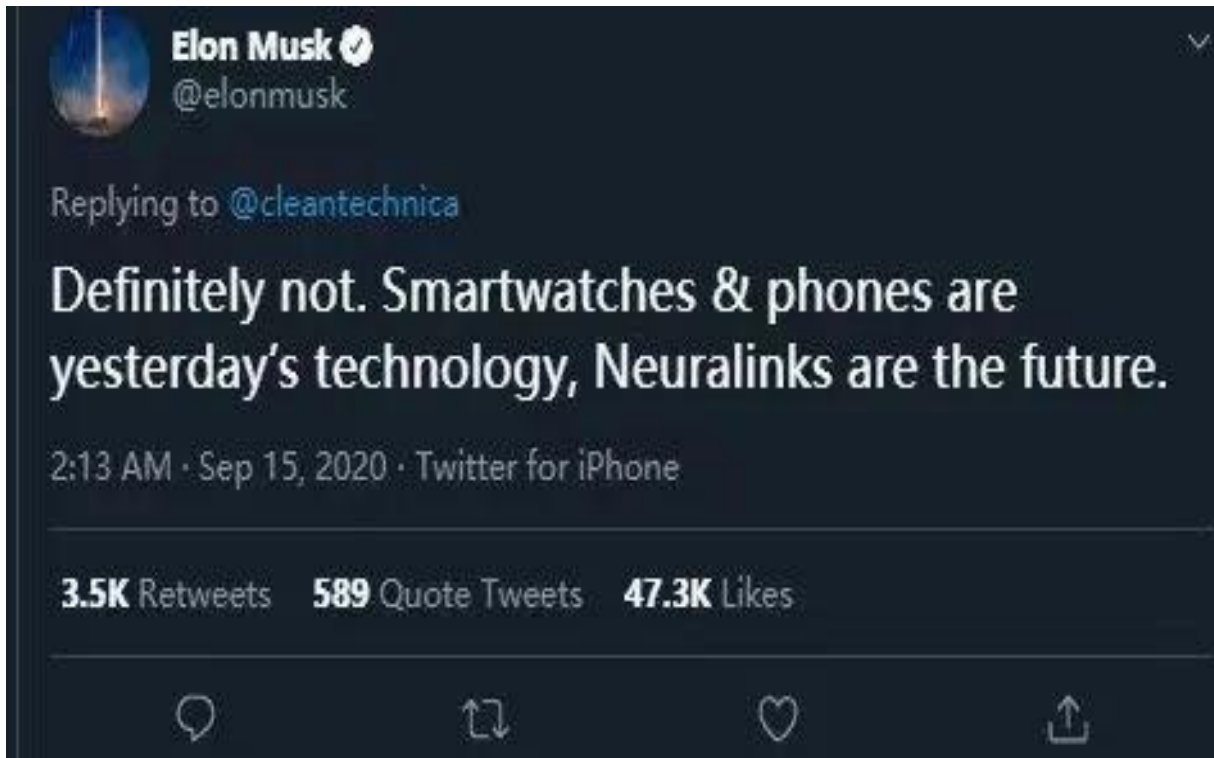 Elon Musk
@elonmusk
Replying to @cleantechnica
Definitely not. Smartwatches & phones are
yesterday's technology, Neuralinks are the future.
2:13 AM · Sep 15, 2020 · Twitter for iPhone
3.5K Retweets 589 Quote Tweets 47.3K Likes